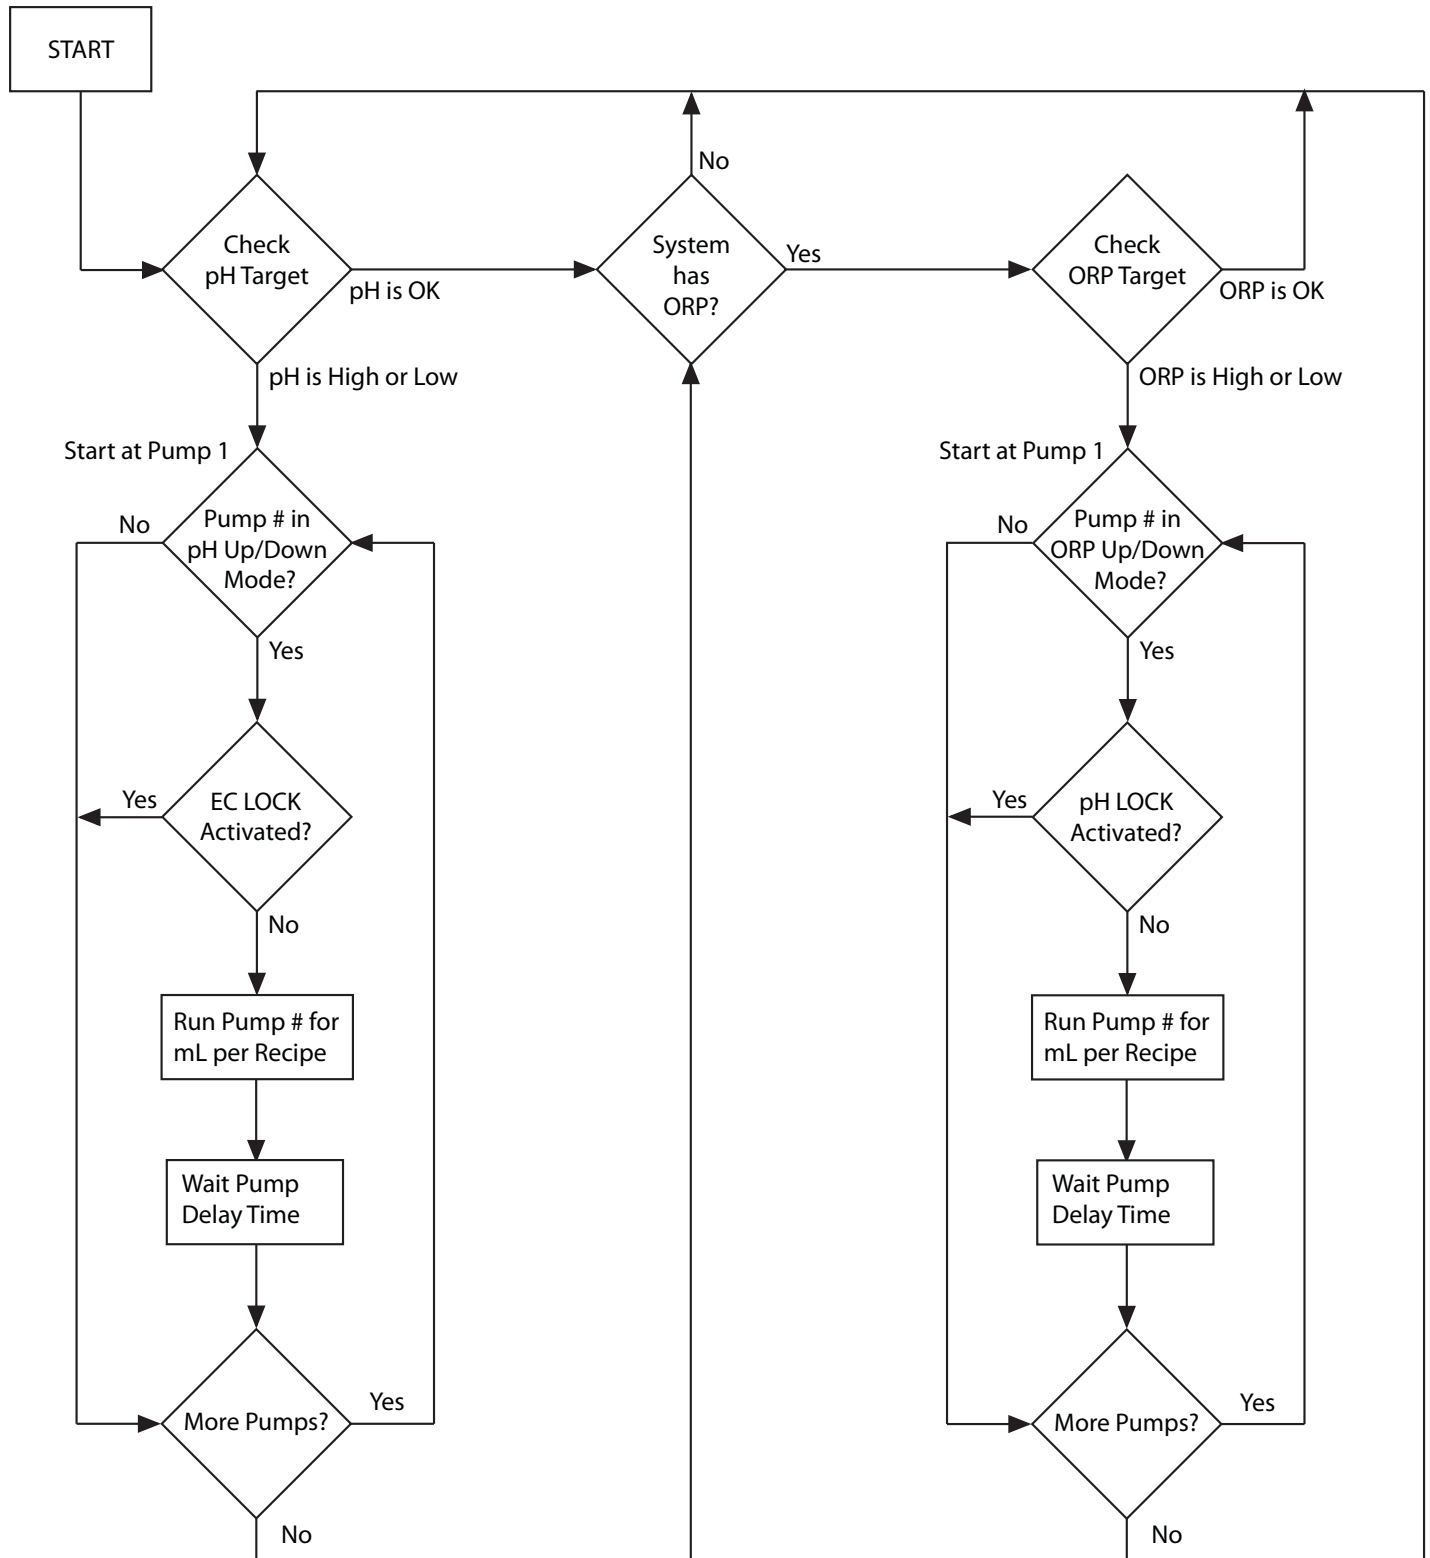 START
No
Check
pH Target
pH is OK
System
has
ORP?
Yes
Check
ORP Target
ORP is OK
pH is High or Low
ORP is High or Low
Start at Pump 1
No
Pump # in
pH Up/Down
Mode?
Yes
Start at Pump 1
No
Pump # in
ORP Up/Down
Mode?
Yes
Yes
EC LOCK
Activated?
No
Yes
pH LOCK
Activated?
No
Run Pump # for
mL per Recipe
Run Pump # for
mL per Recipe
Wait Pump
Delay Time
Wait Pump
Delay Time
More Pumps?
Yes
No
More Pumps?
Yes
No